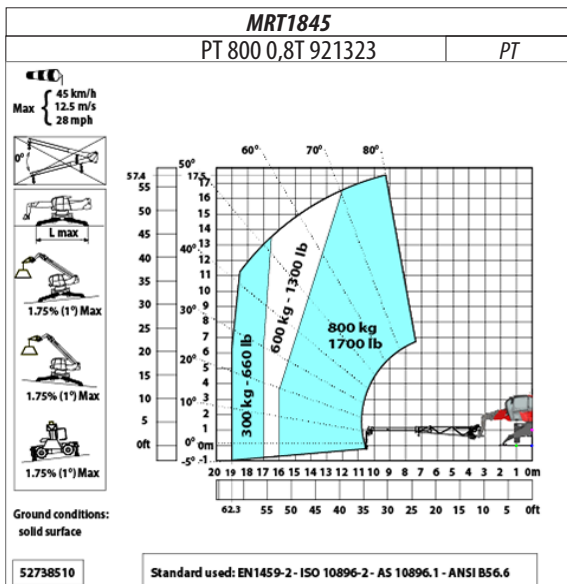 MRT1845
PT 800 0,8T 921323 PT
Max { 45 km/h
12.5 m/s
28 mph
0°
L max
1.75% (1°) Max
1.75% (1°) Max
1.75% (1°) Max
Ground conditions:
solid surface
52738510
57.4
55
50
45
40
35
30
25
20
15
10
5
0ft
50°
17.5
17
16
15
14
13
12
11
10
9
8
7
6
5
4
3
2
1
0m
-1
40°
30°
20°
10°
0°
-5°
60°
70°
80°
300 kg - 660 lb
600 kg - 1300 lb
800 kg
1700 lb
20 19 18 17 16 15 14 13 12 11 10 9 8 7 6 5 4 3 2 1 0m
62.3 55 50 45 40 35 30 25 20 15 10 5 0ft
Standard used: EN1459-2 - ISO 10896-2 - AS 10896.1 - ANSI B56.6